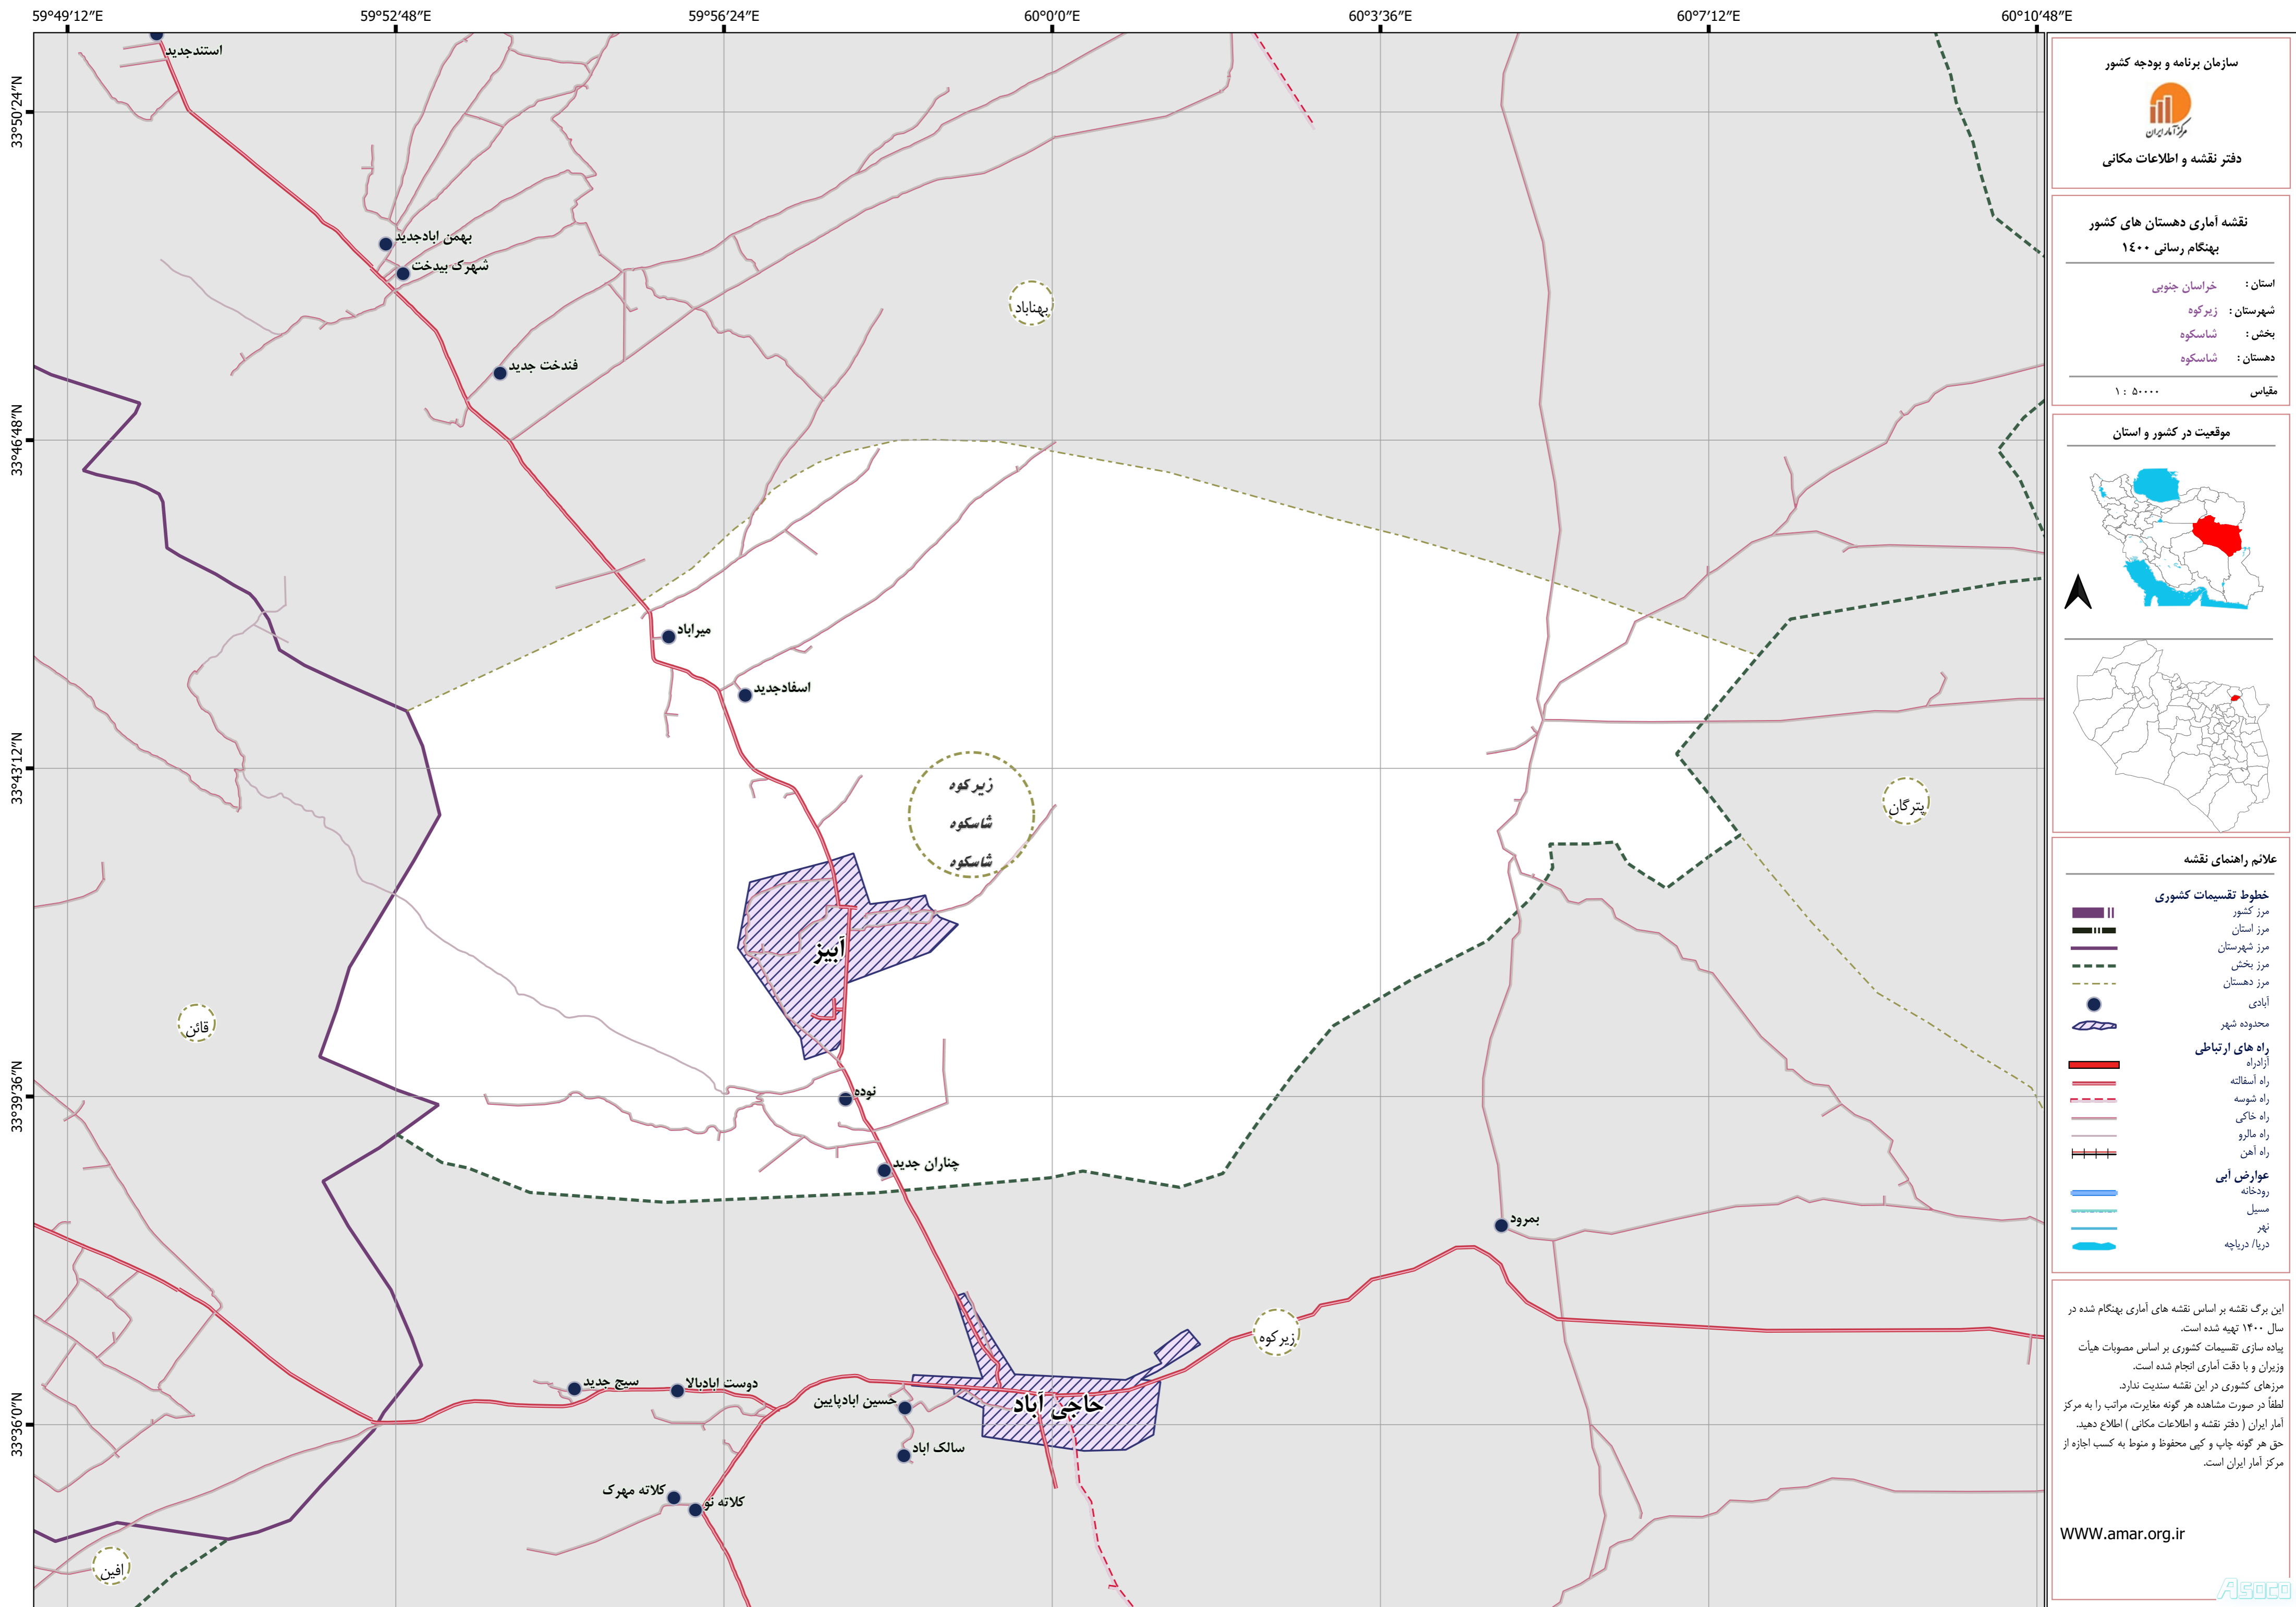 59°49′12″E 59°52′48″E 59°56′24″E 60°0′0″E 60°3′36″E 60°7′12″E 60°10′48″E
33°50′24″N
33°46′48″N
33°43′12″N
33°39′36″N
33°36′0″N
استندجدید
بهمن ابادجدید
شهرک بیدخت
پهناباد
فندخت جدید
میراباد
اسفادجدید
زیرکوه
شاسکوه
شاسکوه
پترگان
آبیز
قائن
نوده
چناران جدید
بمرود
زیرکوه
سیج جدید
دوست ابادبالا
حسین ابادپایین
حاجی آباد
سالک اباد
کلاته مهرک
کلاته نو
افین
سازمان برنامه و بودجه کشور
مرکز آمار ایران
دفتر نقشه و اطلاعات مکانی
نقشه آماری دهستان های کشور
بهنگام رسانی ۱۴۰۰
استان : خراسان جنوبی
شهرستان : زیرکوه
بخش : شاسکوه
دهستان : شاسکوه
مقیاس ۱ : ۵۰۰۰۰
موقعیت در کشور و استان
علائم راهنمای نقشه
خطوط تقسیمات کشوری
مرز کشور
مرز استان
مرز شهرستان
مرز بخش
مرز دهستان
آبادی
محدوده شهر
راه های ارتباطی
آزادراه
راه آسفالته
راه شوسه
راه خاکی
راه مالرو
راه آهن
عوارض آبی
رودخانه
مسیل
نهر
دریا/ دریاچه
این برگ نقشه بر اساس نقشه های آماری بهنگام شده در
سال ۱۴۰۰ تهیه شده است.
پیاده سازی تقسیمات کشوری بر اساس مصوبات هیأت
وزیران و با دقت آماری انجام شده است.
مرزهای کشوری در این نقشه سندیت ندارد.
لطفاً در صورت مشاهده هر گونه مغایرت، مراتب را به مرکز
آمار ایران ( دفتر نقشه و اطلاعات مکانی ) اطلاع دهید.
حق هر گونه چاپ و کپی محفوظ و منوط به کسب اجازه از
مرکز آمار ایران است.
WWW.amar.org.ir
Asoco